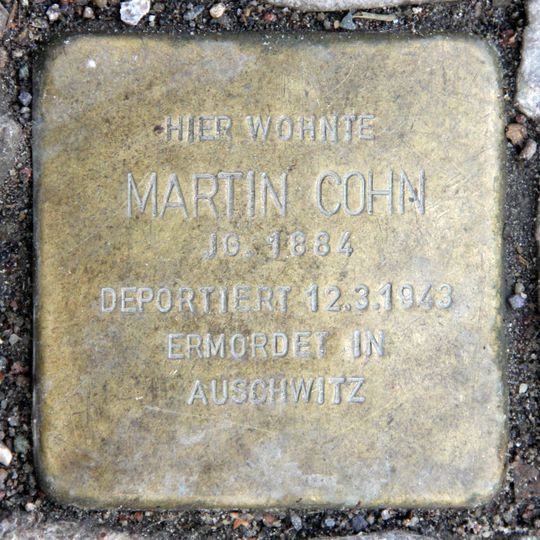 HIER WOHNTE
MARTIN COHN
JG. 1884
DEPORTIERT 12.3.1943
ERMORDET IN
AUSCHWITZ